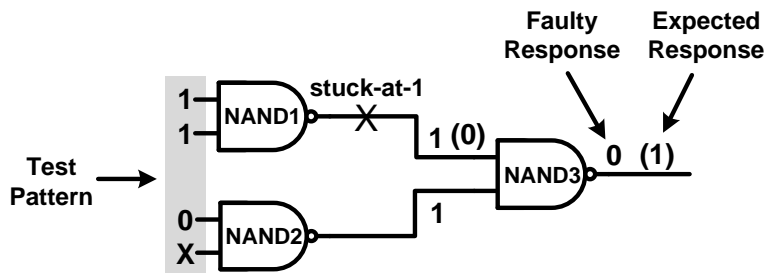 Faulty Response
Expected Response
stuck-at-1
1
1
NAND1
X
1 (0)
0 (1)
Test Pattern
NAND3
1
0
X
NAND2